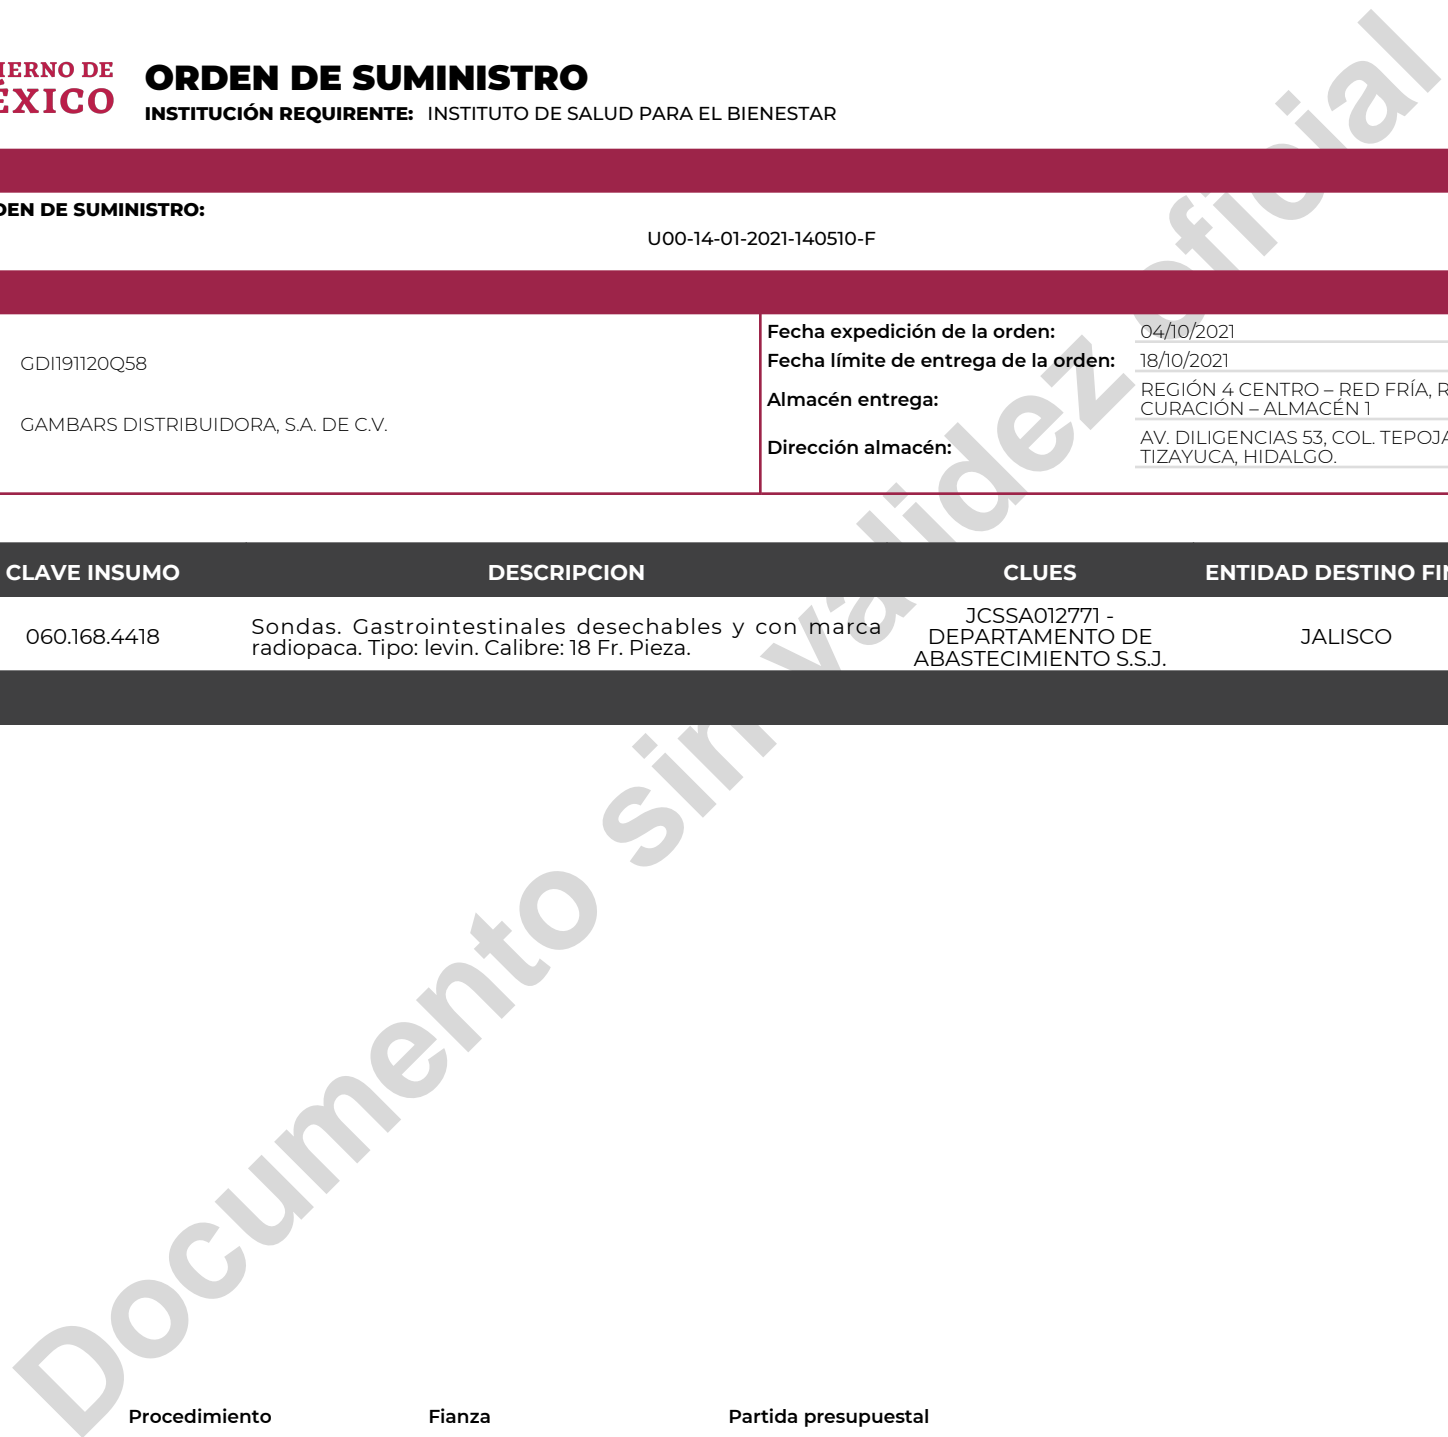 IERNO DE
ÉXICO
ORDEN DE SUMINISTRO
INSTITUCIÓN REQUIRENTE: INSTITUTO DE SALUD PARA EL BIENESTAR
DEN DE SUMINISTRO:
U00-14-01-2021-140510-F
GDI191120Q58
GAMBARS DISTRIBUIDORA, S.A. DE C.V.
Fecha expedición de la orden: 04/10/2021
Fecha límite de entrega de la orden: 18/10/2021
Almacén entrega: REGIÓN 4 CENTRO – RED FRÍA, R
CURACIÓN – ALMACÉN 1
Dirección almacén: AV. DILIGENCIAS 53, COL. TEPOJA
TIZAYUCA, HIDALGO.
CLAVE INSUMO DESCRIPCION CLUES ENTIDAD DESTINO FIN
060.168.4418
Sondas. Gastrointestinales desechables y con marca
radiopaca. Tipo: levin. Calibre: 18 Fr. Pieza.
JCSSA012771 -
DEPARTAMENTO DE
ABASTECIMIENTO S.S.J.
JALISCO
Documento sin validez oficial
Procedimiento Fianza Partida presupuestal